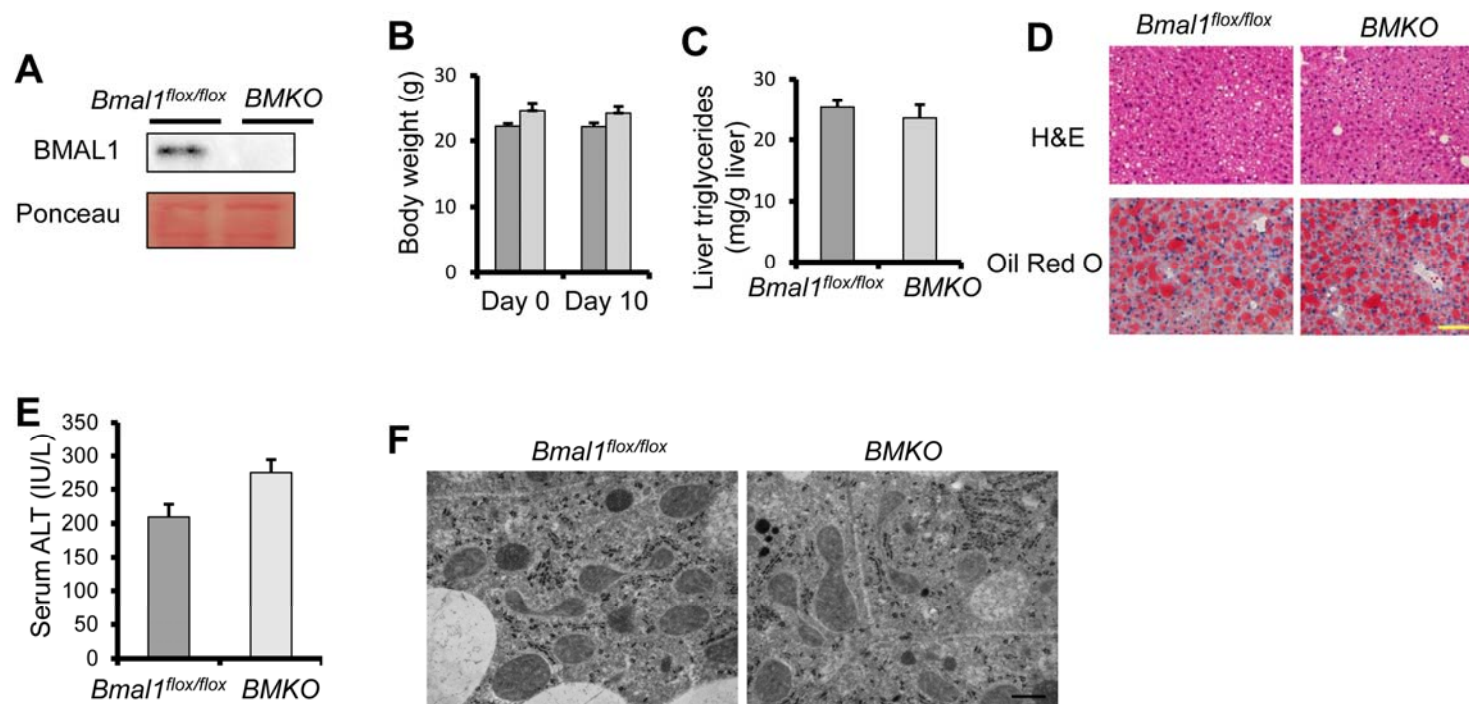 A
Bmal1flox/flox BMKO
BMAL1
Ponceau
B
Body weight (g)
30
20
10
0
Day 0 Day 10
C
Liver triglycerides
(mg/g liver)
30
20
10
0
Bmal1flox/flox BMKO
D
Bmal1flox/flox BMKO
H&E
Oil Red O
E
Serum ALT (IU/L)
350
300
250
200
150
100
50
0
Bmal1flox/flox BMKO
F
Bmal1flox/flox BMKO